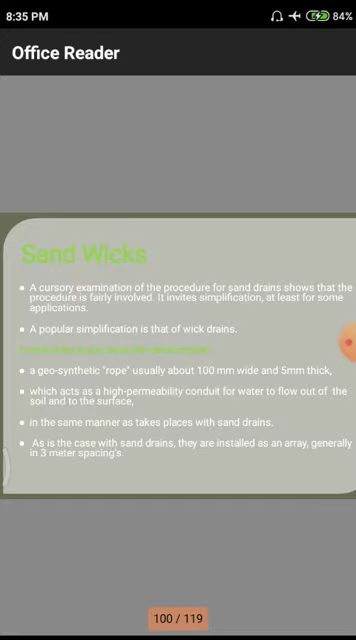 8:35 PM
84%
Office Reader
Sand Wicks
• A cursory examination of the procedure for sand drains shows that the
procedure is fairly involved. It invites simplification, at least for some
applications.
• A popular simplification is that of wick drains.
• a geo-synthetic "rope" usually about 100 mm wide and 5mm thick,
• which acts as a high-permeability conduit for water to flow out of the
soil and to the surface,
• in the same manner as takes places with sand drains.
• As is the case with sand drains, they are installed as an array, generally
in 3 meter spacing's.
100 / 119